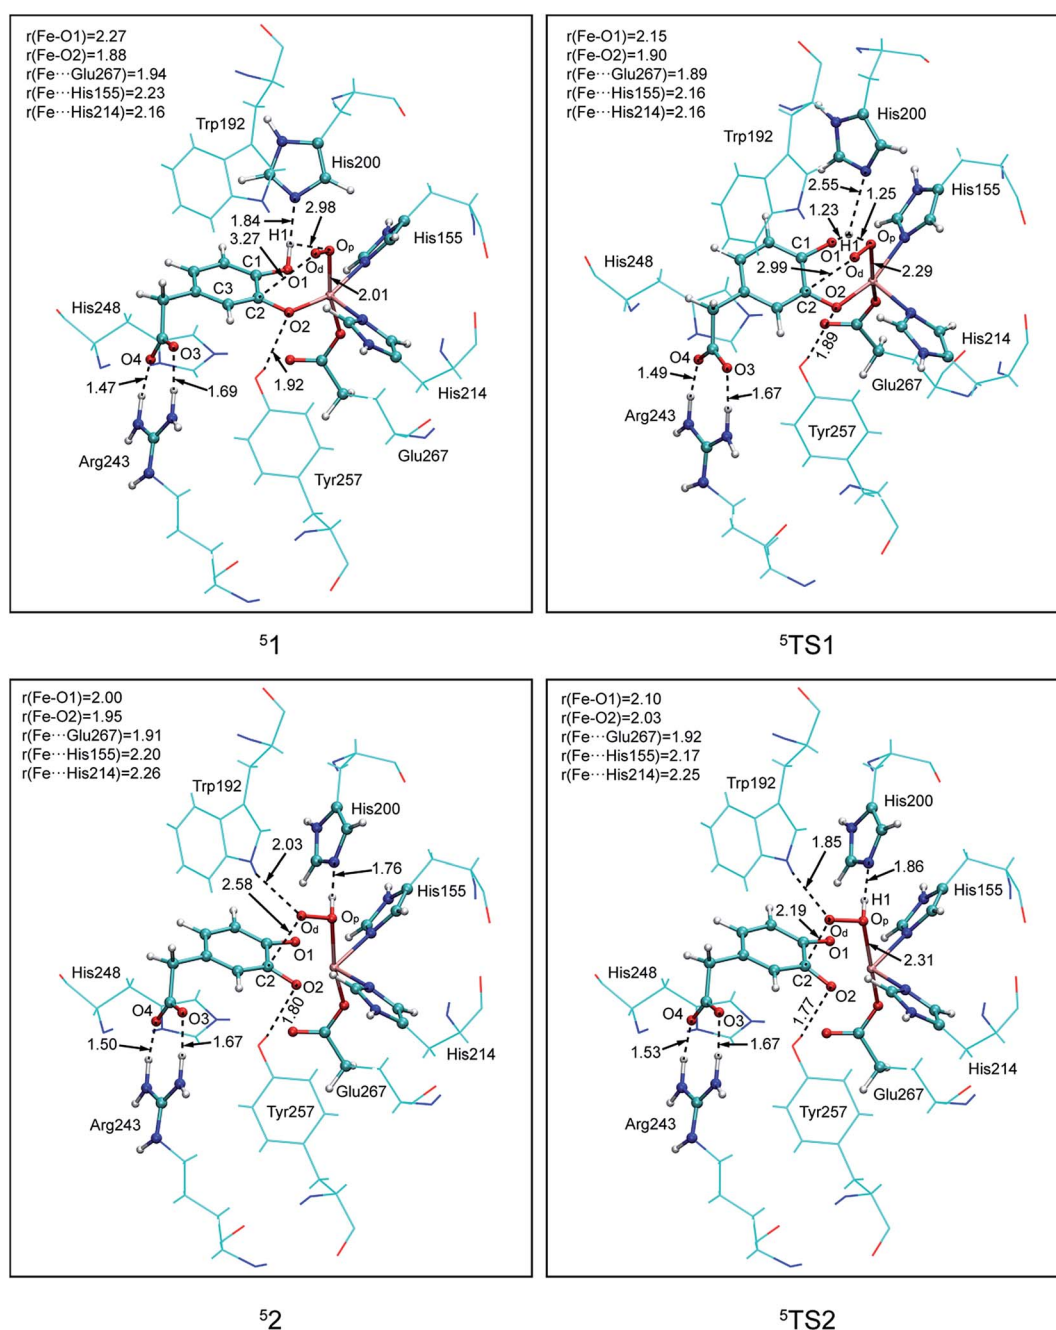 r(Fe-O1)=2.27
r(Fe-O2)=1.88
r(Fe···Glu267)=1.94
r(Fe···His155)=2.23
r(Fe···His214)=2.16
Trp192
His200
2.98
1.84
H1
Op
3.27
Od
His155
C1
O1
C3
2.01
His248
C2
O2
O4
O3
1.47
1.69
1.92
His214
Arg243
Glu267
Tyr257
⁵1
r(Fe-O1)=2.15
r(Fe-O2)=1.90
r(Fe···Glu267)=1.89
r(Fe···His155)=2.16
r(Fe···His214)=2.16
His200
Trp192
2.55
1.25
His155
1.23
C1
O1
H1
Op
Od
His248
2.99
2.29
O2
C2
1.89
His214
O4
O3
1.49
Glu267
1.67
Arg243
Tyr257
⁵TS1
r(Fe-O1)=2.00
r(Fe-O2)=1.95
r(Fe···Glu267)=1.91
r(Fe···His155)=2.20
r(Fe···His214)=2.26
Trp192
His200
2.03
1.76
2.58
His155
Od
Op
O1
His248
C2
O2
O4
O3
1.80
1.50
1.67
His214
Glu267
Tyr257
Arg243
⁵2
r(Fe-O1)=2.10
r(Fe-O2)=2.03
r(Fe···Glu267)=1.92
r(Fe···His155)=2.17
r(Fe···His214)=2.25
Trp192
His200
1.85
1.86
His155
H1
2.19
Od
Op
O1
2.31
His248
C2
O2
O4
O3
1.77
1.53
1.67
His214
Glu267
Tyr257
Arg243
⁵TS2